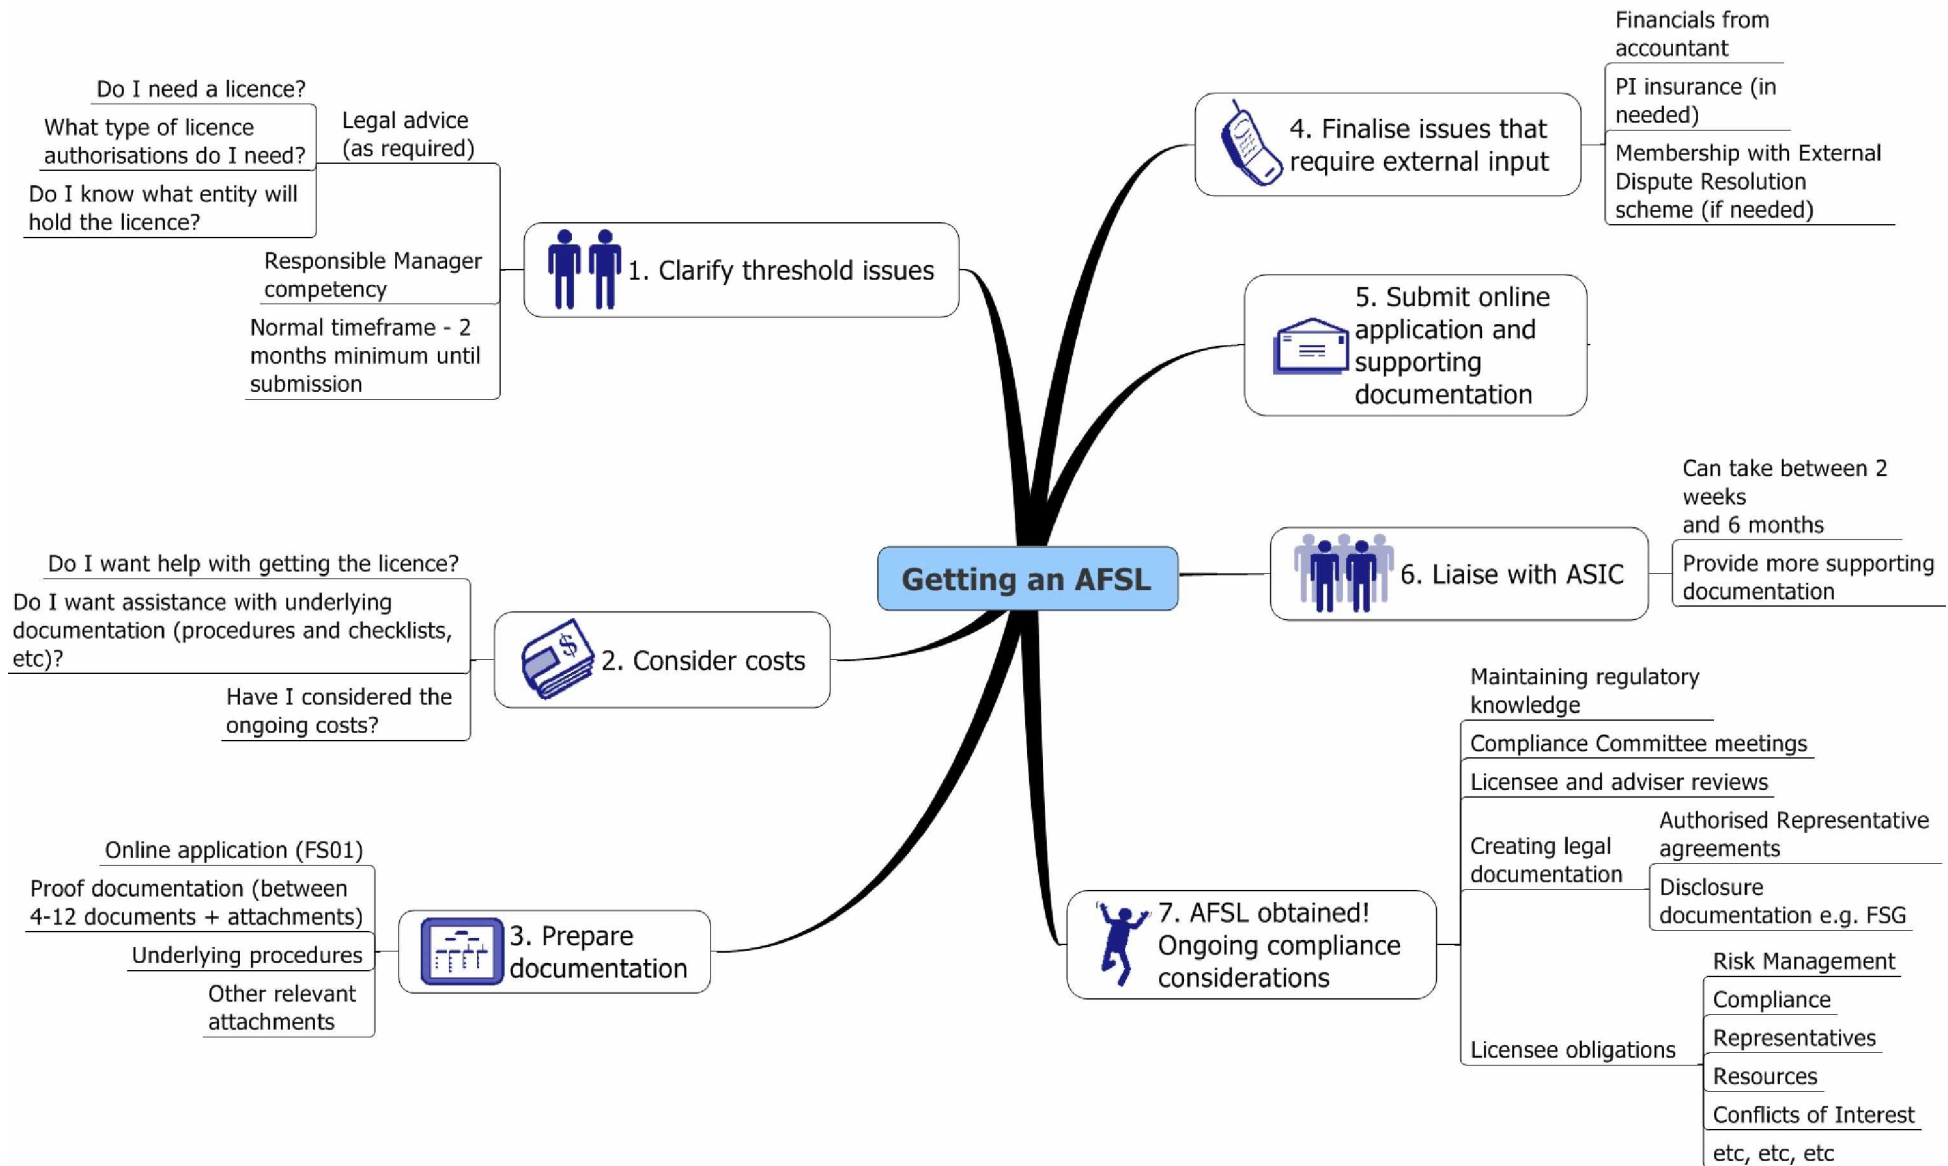 Getting an AFSL
1. Clarify threshold issues
Legal advice
(as required)
Do I need a licence?
What type of licence
authorisations do I need?
Do I know what entity will
hold the licence?
Responsible Manager
competency
Normal timeframe - 2
months minimum until
submission
2. Consider costs
Do I want help with getting the licence?
Do I want assistance with underlying
documentation (procedures and checklists,
etc)?
Have I considered the
ongoing costs?
3. Prepare
documentation
Online application (FS01)
Proof documentation (between
4-12 documents + attachments)
Underlying procedures
Other relevant
attachments
4. Finalise issues that
require external input
Financials from
accountant
PI insurance (in
needed)
Membership with External
Dispute Resolution
scheme (if needed)
5. Submit online
application and
supporting
documentation
6. Liaise with ASIC
Can take between 2
weeks
and 6 months
Provide more supporting
documentation
7. AFSL obtained!
Ongoing compliance
considerations
Maintaining regulatory
knowledge
Compliance Committee meetings
Licensee and adviser reviews
Creating legal
documentation
Authorised Representative
agreements
Disclosure
documentation e.g. FSG
Licensee obligations
Risk Management
Compliance
Representatives
Resources
Conflicts of Interest
etc, etc, etc